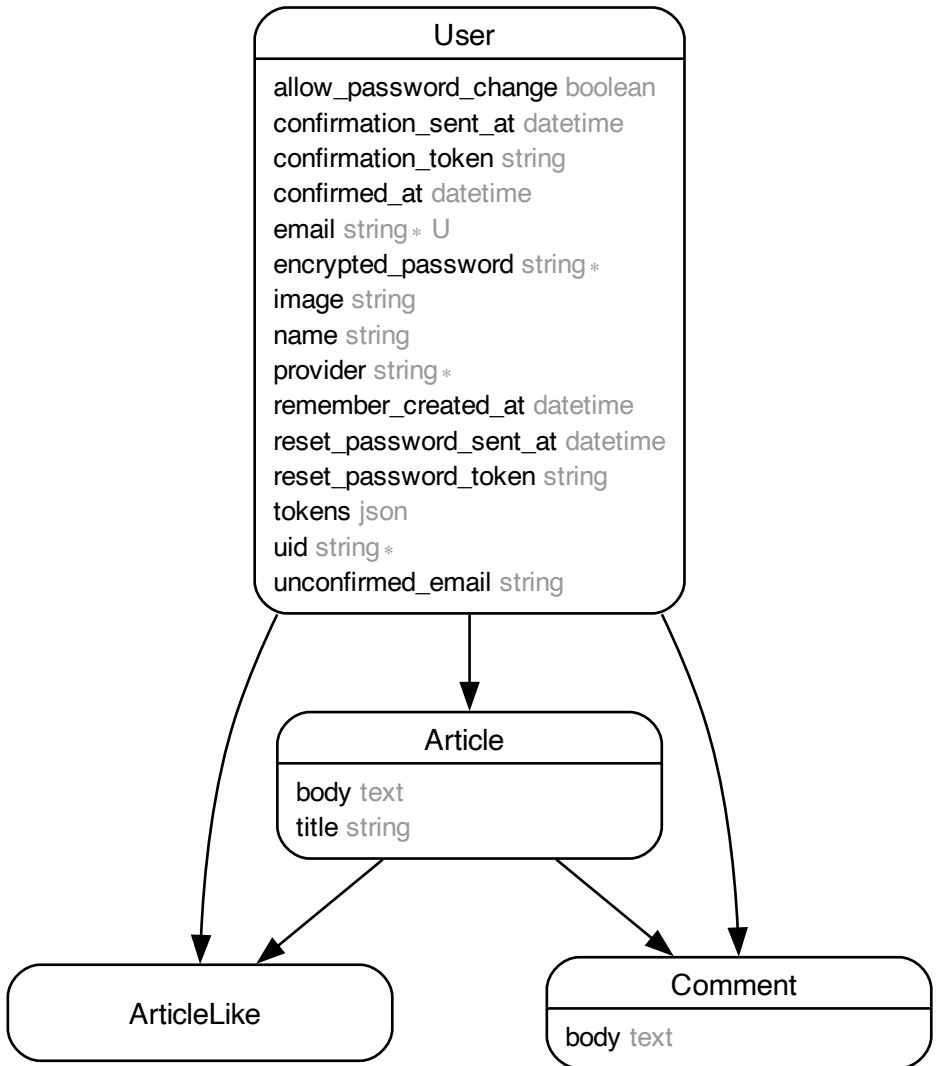 User
allow_password_change boolean
confirmation_sent_at datetime
confirmation_token string
confirmed_at datetime
email string∗ U
encrypted_password string∗
image string
name string
provider string∗
remember_created_at datetime
reset_password_sent_at datetime
reset_password_token string
tokens json
uid string∗
unconfirmed_email string
Article
body text
title string
ArticleLike
Comment
body text